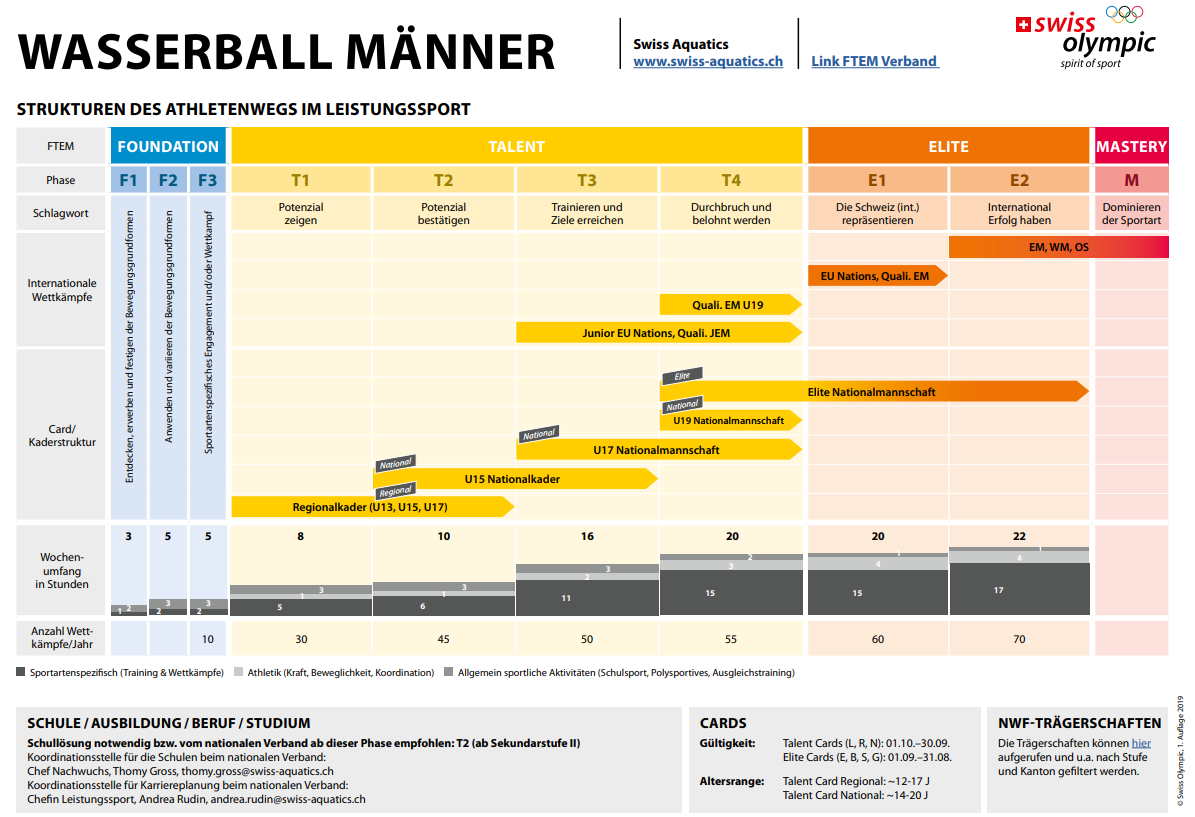 WASSERBALL MÄNNER
Swiss Aquatics
www.swiss-aquatics.ch
Link FTEM Verband
swiss
olympic
spirit of sport
STRUKTUREN DES ATHLETENWEGS IM LEISTUNGSSPORT
FTEM
FOUNDATION
TALENT
ELITE
MASTERY
Phase
F1
F2
F3
T1
T2
T3
T4
E1
E2
M
Schlagwort
Potenzial
zeigen
Potenzial
bestätigen
Trainieren und
Ziele erreichen
Durchbruch und
belohnt werden
Die Schweiz (int.)
repräsentieren
International
Erfolg haben
Dominieren
der Sportart
Entdecken, erwerben und festigen der Bewegungsgrundformen
Anwenden und variieren der Bewegungsgrundformen
Sportartenspezifisches Engagement und/oder Wettkampf
Internationale
Wettkämpfe
EM, WM, OS
EU Nations, Quali. EM
Quali. EM U19
Junior EU Nations, Quali. JEM
Card/
Kaderstruktur
Elite
Elite Nationalmannschaft
National
U19 Nationalmannschaft
National
U17 Nationalmannschaft
National
U15 Nationalkader
Regional
Regionalkader (U13, U15, U17)
Wochen-
umfang
in Stunden
3
5
5
8
10
16
20
20
22
1
2
3
2
3
2
3
1
5
3
1
6
3
2
11
2
3
15
1
4
15
1
4
17
Anzahl Wett-
kämpfe/Jahr
10
30
45
50
55
60
70
Sportartenspezifisch (Training & Wettkämpfe)
Athletik (Kraft, Beweglichkeit, Koordination)
Allgemein sportliche Aktivitäten (Schulsport, Polysportives, Ausgleichstraining)
SCHULE / AUSBILDUNG / BERUF / STUDIUM
Schullösung notwendig bzw. vom nationalen Verband ab dieser Phase empfohlen: T2 (ab Sekundarstufe II)
Koordinationsstelle für die Schulen beim nationalen Verband:
Chef Nachwuchs, Thomy Gross, thomy.gross@swiss-aquatics.ch
Koordinationsstelle für Karriereplanung beim nationalen Verband:
Chefin Leistungssport, Andrea Rudin, andrea.rudin@swiss-aquatics.ch
CARDS
Gültigkeit: Talent Cards (L, R, N): 01.10.–30.09.
Elite Cards (E, B, S, G): 01.09.–31.08.
Altersrange: Talent Card Regional: ~12-17 J
Talent Card National: ~14-20 J
NWF-TRÄGERSCHAFTEN
Die Trägerschaften können hier
aufgerufen und u.a. nach Stufe
und Kanton gefiltert werden.
© Swiss Olympic, 1. Auflage 2019